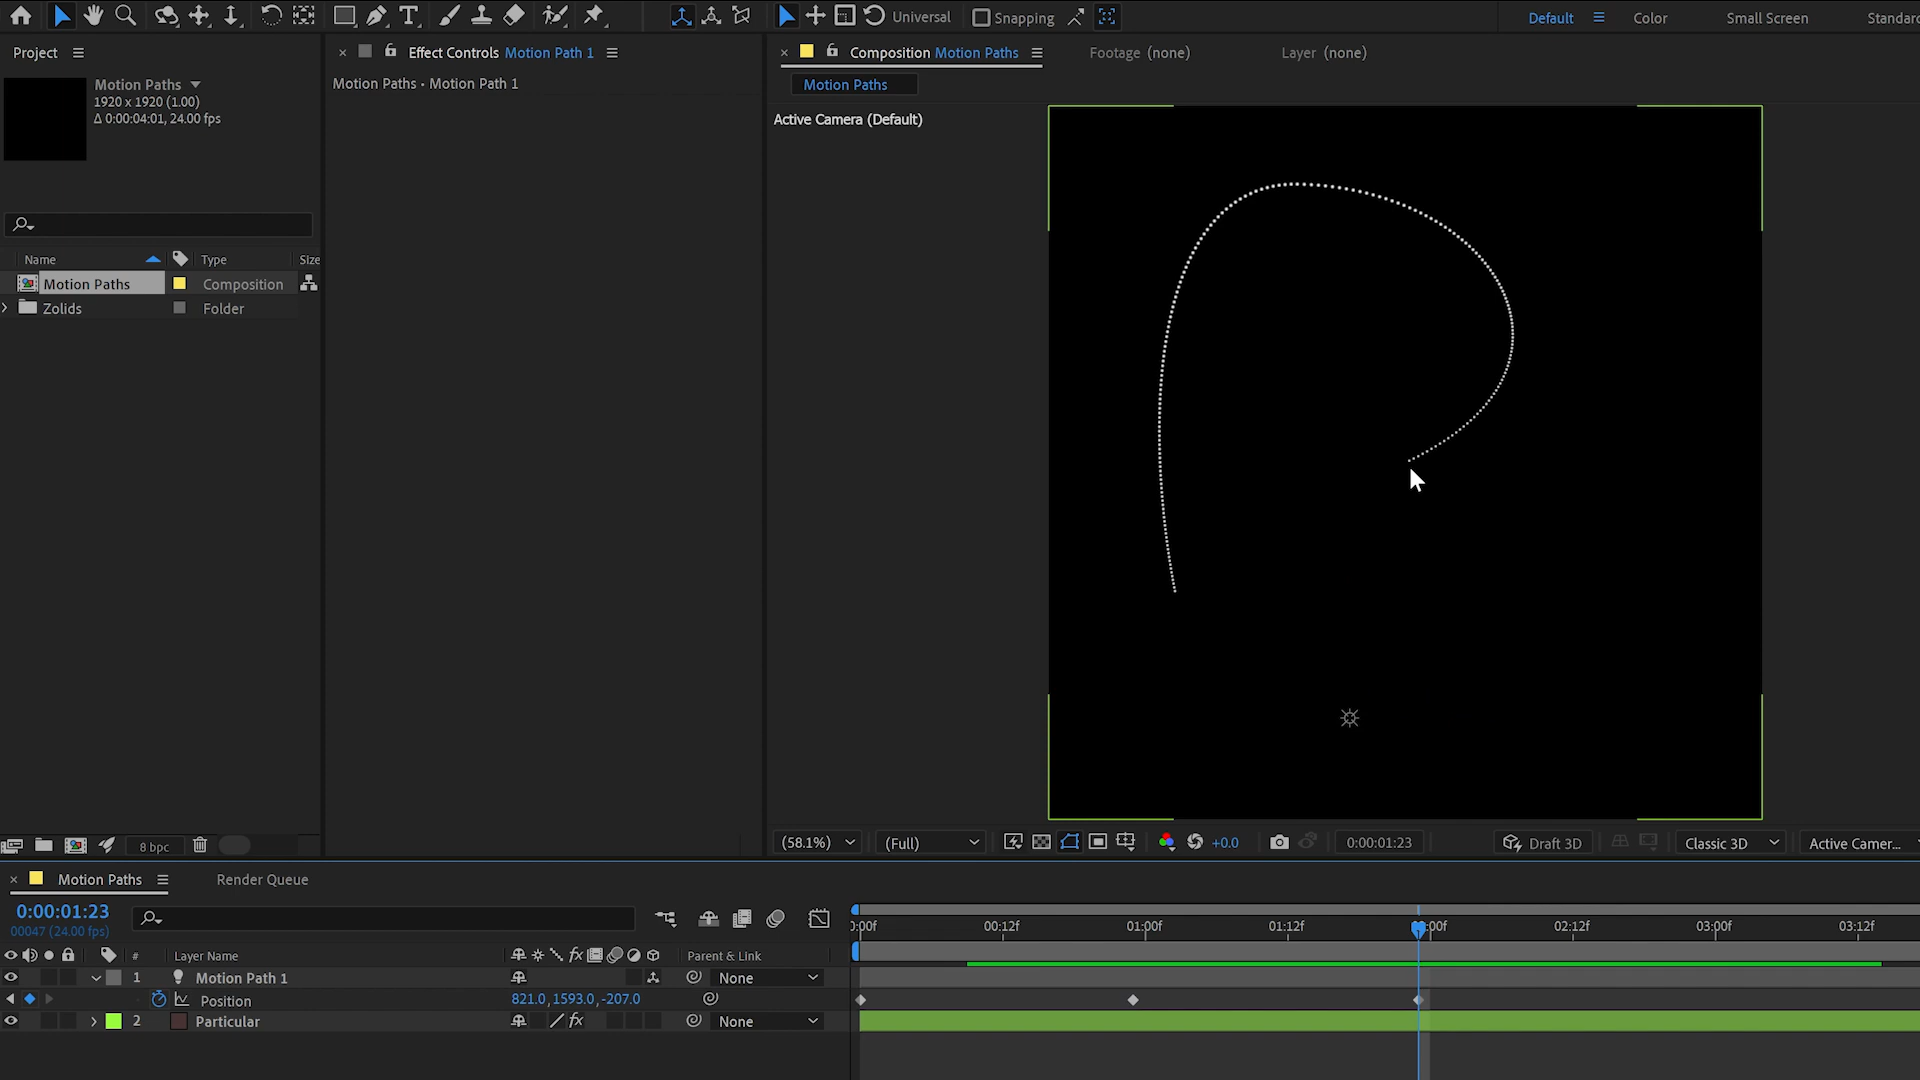 Universal
Snapping
Default
Color
Small Screen
Standard
Project
Effect Controls Motion Path 1
Composition Motion Paths
Footage (none)
Layer (none)
Motion Paths
1920 x 1920 (1.00)
Δ 0:00:04:01, 24.00 fps
Motion Paths • Motion Path 1
Motion Paths
Active Camera (Default)
Name
Type
Size
Motion Paths
Composition
Zolids
Folder
8 bpc
(58.1%)
(Full)
+0.0
0:00:01:23
Draft 3D
Classic 3D
Active Camer...
Motion Paths
Render Queue
0:00:01:23
00047 (24.00 fps)
):00f
00:12f
01:00f
01:12f
:00f
02:12f
03:00f
03:12f
#
Layer Name
fx
Parent & Link
1
Motion Path 1
None
Position
821.0, 1593.0, -207.0
2
Particular
fx
None